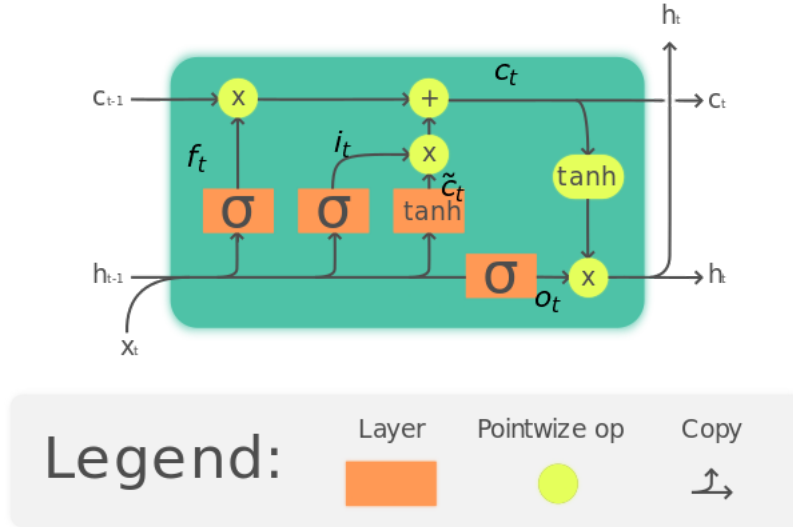 hₜ
cₜ₋₁ x + cₜ cₜ
fₜ iₜ x
c̃ₜ tanh
σ σ tanh
hₜ₋₁ σ x hₜ
oₜ
xₜ
Legend:
Layer Pointwize op Copy